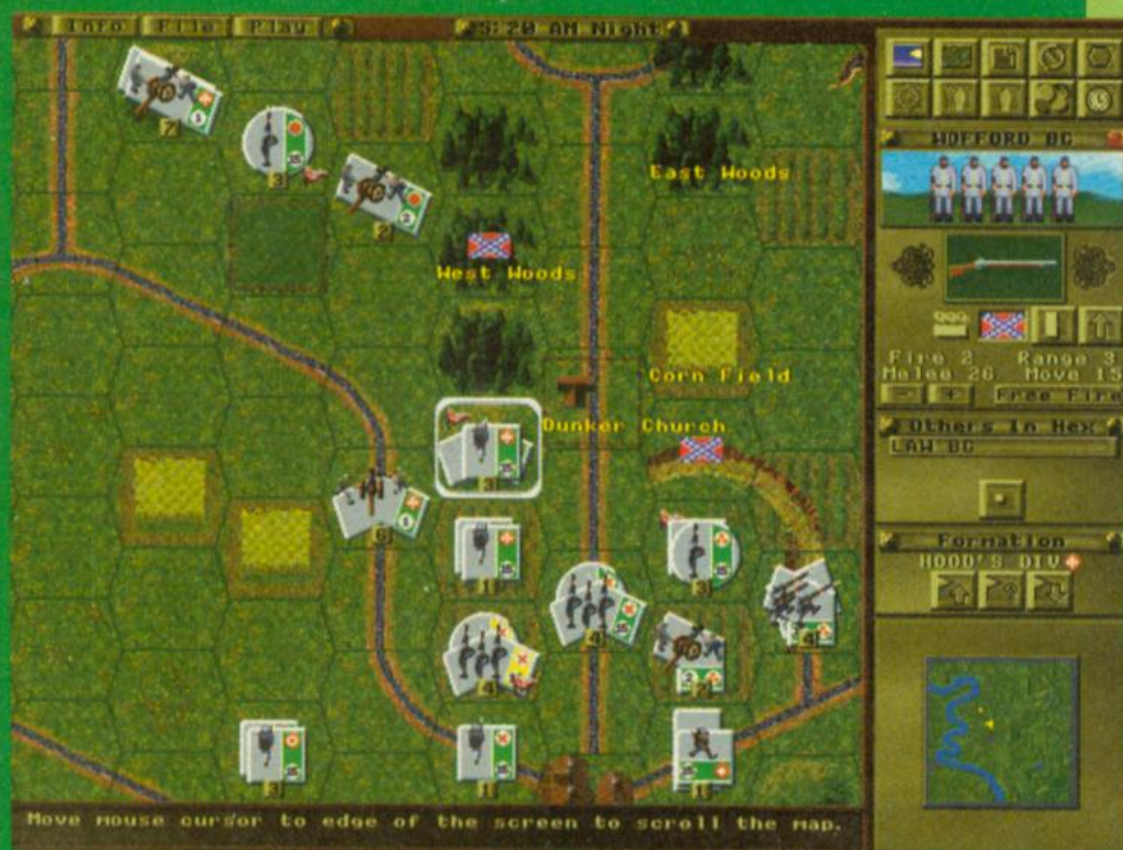 Info File Play
5:20 AM Night
WOFFORD BG
East Woods
West Woods
Fire 2 Range 3
Melee 26 Move 15
Free Fire
Corn Field
Dunker Church
Others In Hex
LAW BG
Formation
HOOD'S DIV.
Move mouse cursor to edge of the screen to scroll the map.